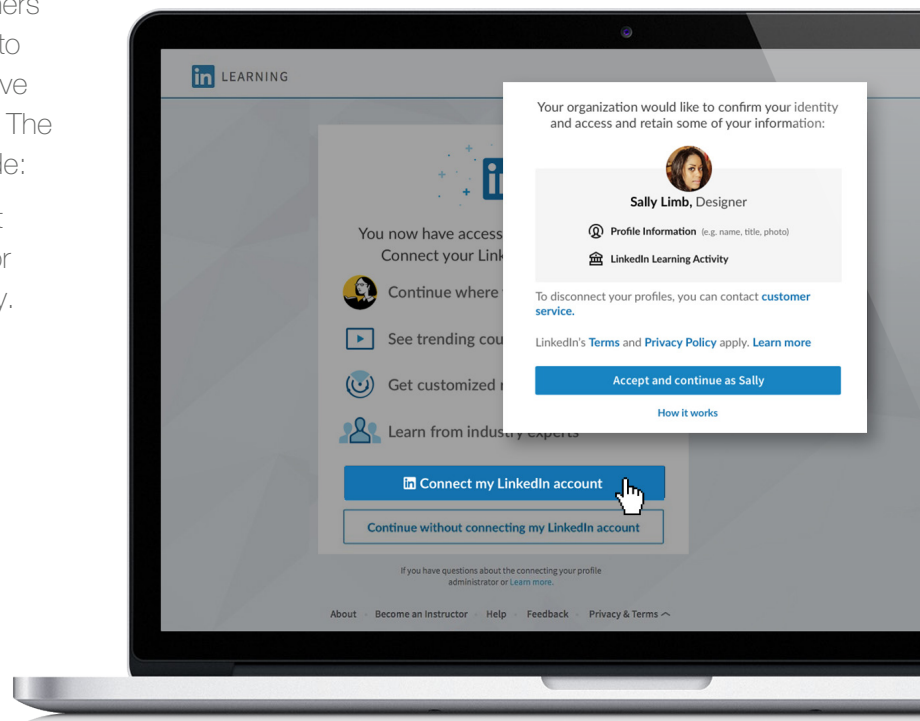 to
The
in LEARNING
Your organization would like to confirm your identity
and access and retain some of your information:
Sally Limb, Designer
Profile Information (e.g. name, title, photo)
LinkedIn Learning Activity
To disconnect your profiles, you can contact customer
service.
LinkedIn's Terms and Privacy Policy apply. Learn more
Accept and continue as Sally
How it works
You now have access
Connect your
Continue where
See trending
Get customized
Learn from industry experts
in Connect my LinkedIn account
Continue without connecting my LinkedIn account
If you have questions about the connecting your profile
administrator or Learn more.
About - Become an Instructor - Help - Feedback - Privacy & Terms